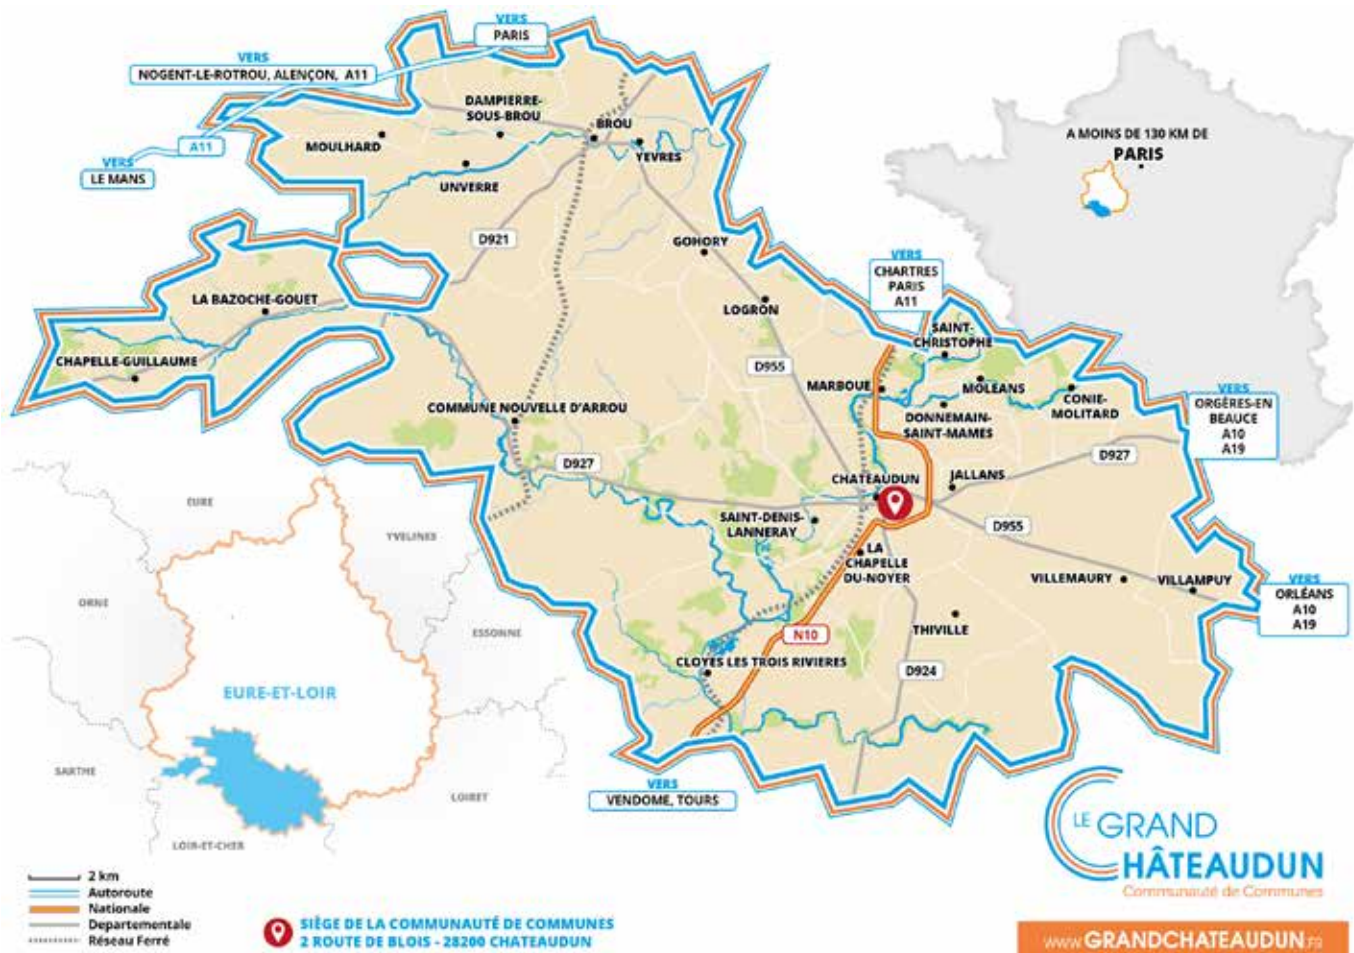 VERS
PARIS
VERS
NOGENT-LE-ROTROU, ALENÇON, A11
A11
VERS
LE MANS
DAMPIERRE-
SOUS-BROU
BROU
MOULHARD
YEVRES
UNVERRE
D921
GOHORY
LA BAZOCHE-GOUET
LOGRON
CHAPELLE-GUILLAUME
VERS
CHARTRES
PARIS
A11
SAINT-
CHRISTOPHE
D955
MARBOUE
MOLEANS
CONIE-
MOLITARD
DONNEMAIN-
SAINT-MAMES
COMMUNE NOUVELLE D'ARROU
VERS
ORGÈRES-EN
BEAUCE
A10
A19
D927
D927
CHATEAUDUN
JALLANS
SAINT-DENIS-
LANNERAY
D955
LA
CHAPELLE
DU-NOYER
VILLEMAURY
VILLAMPUY
VERS
ORLÉANS
A10
A19
N10
THIVILLE
CLOYES LES TROIS RIVIERES
D924
VERS
VENDOME, TOURS
A MOINS DE 130 KM DE
PARIS
EURE
YVELINES
ORNE
ESSONNE
EURE-ET-LOIR
SARTHE
LOIRET
LOIR-ET-CHER
2 km
Autoroute
Nationale
Departementale
Réseau Ferré
SIÈGE DE LA COMMUNAUTÉ DE COMMUNES
2 ROUTE DE BLOIS - 28200 CHATEAUDUN
LE GRAND
CHÂTEAUDUN
Communauté de Communes
www.GRANDCHATEAUDUN.FR